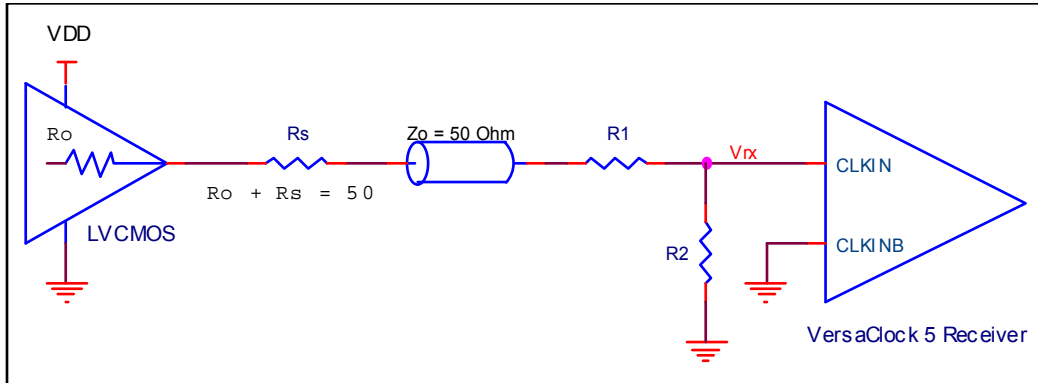 VDD
Ro
Rs
Zo = 50 Ohm
R1
Vrx
CLKIN
Ro + Rs = 50
LVCMOS
R2
CLKINB
VersaClock 5 Receiver